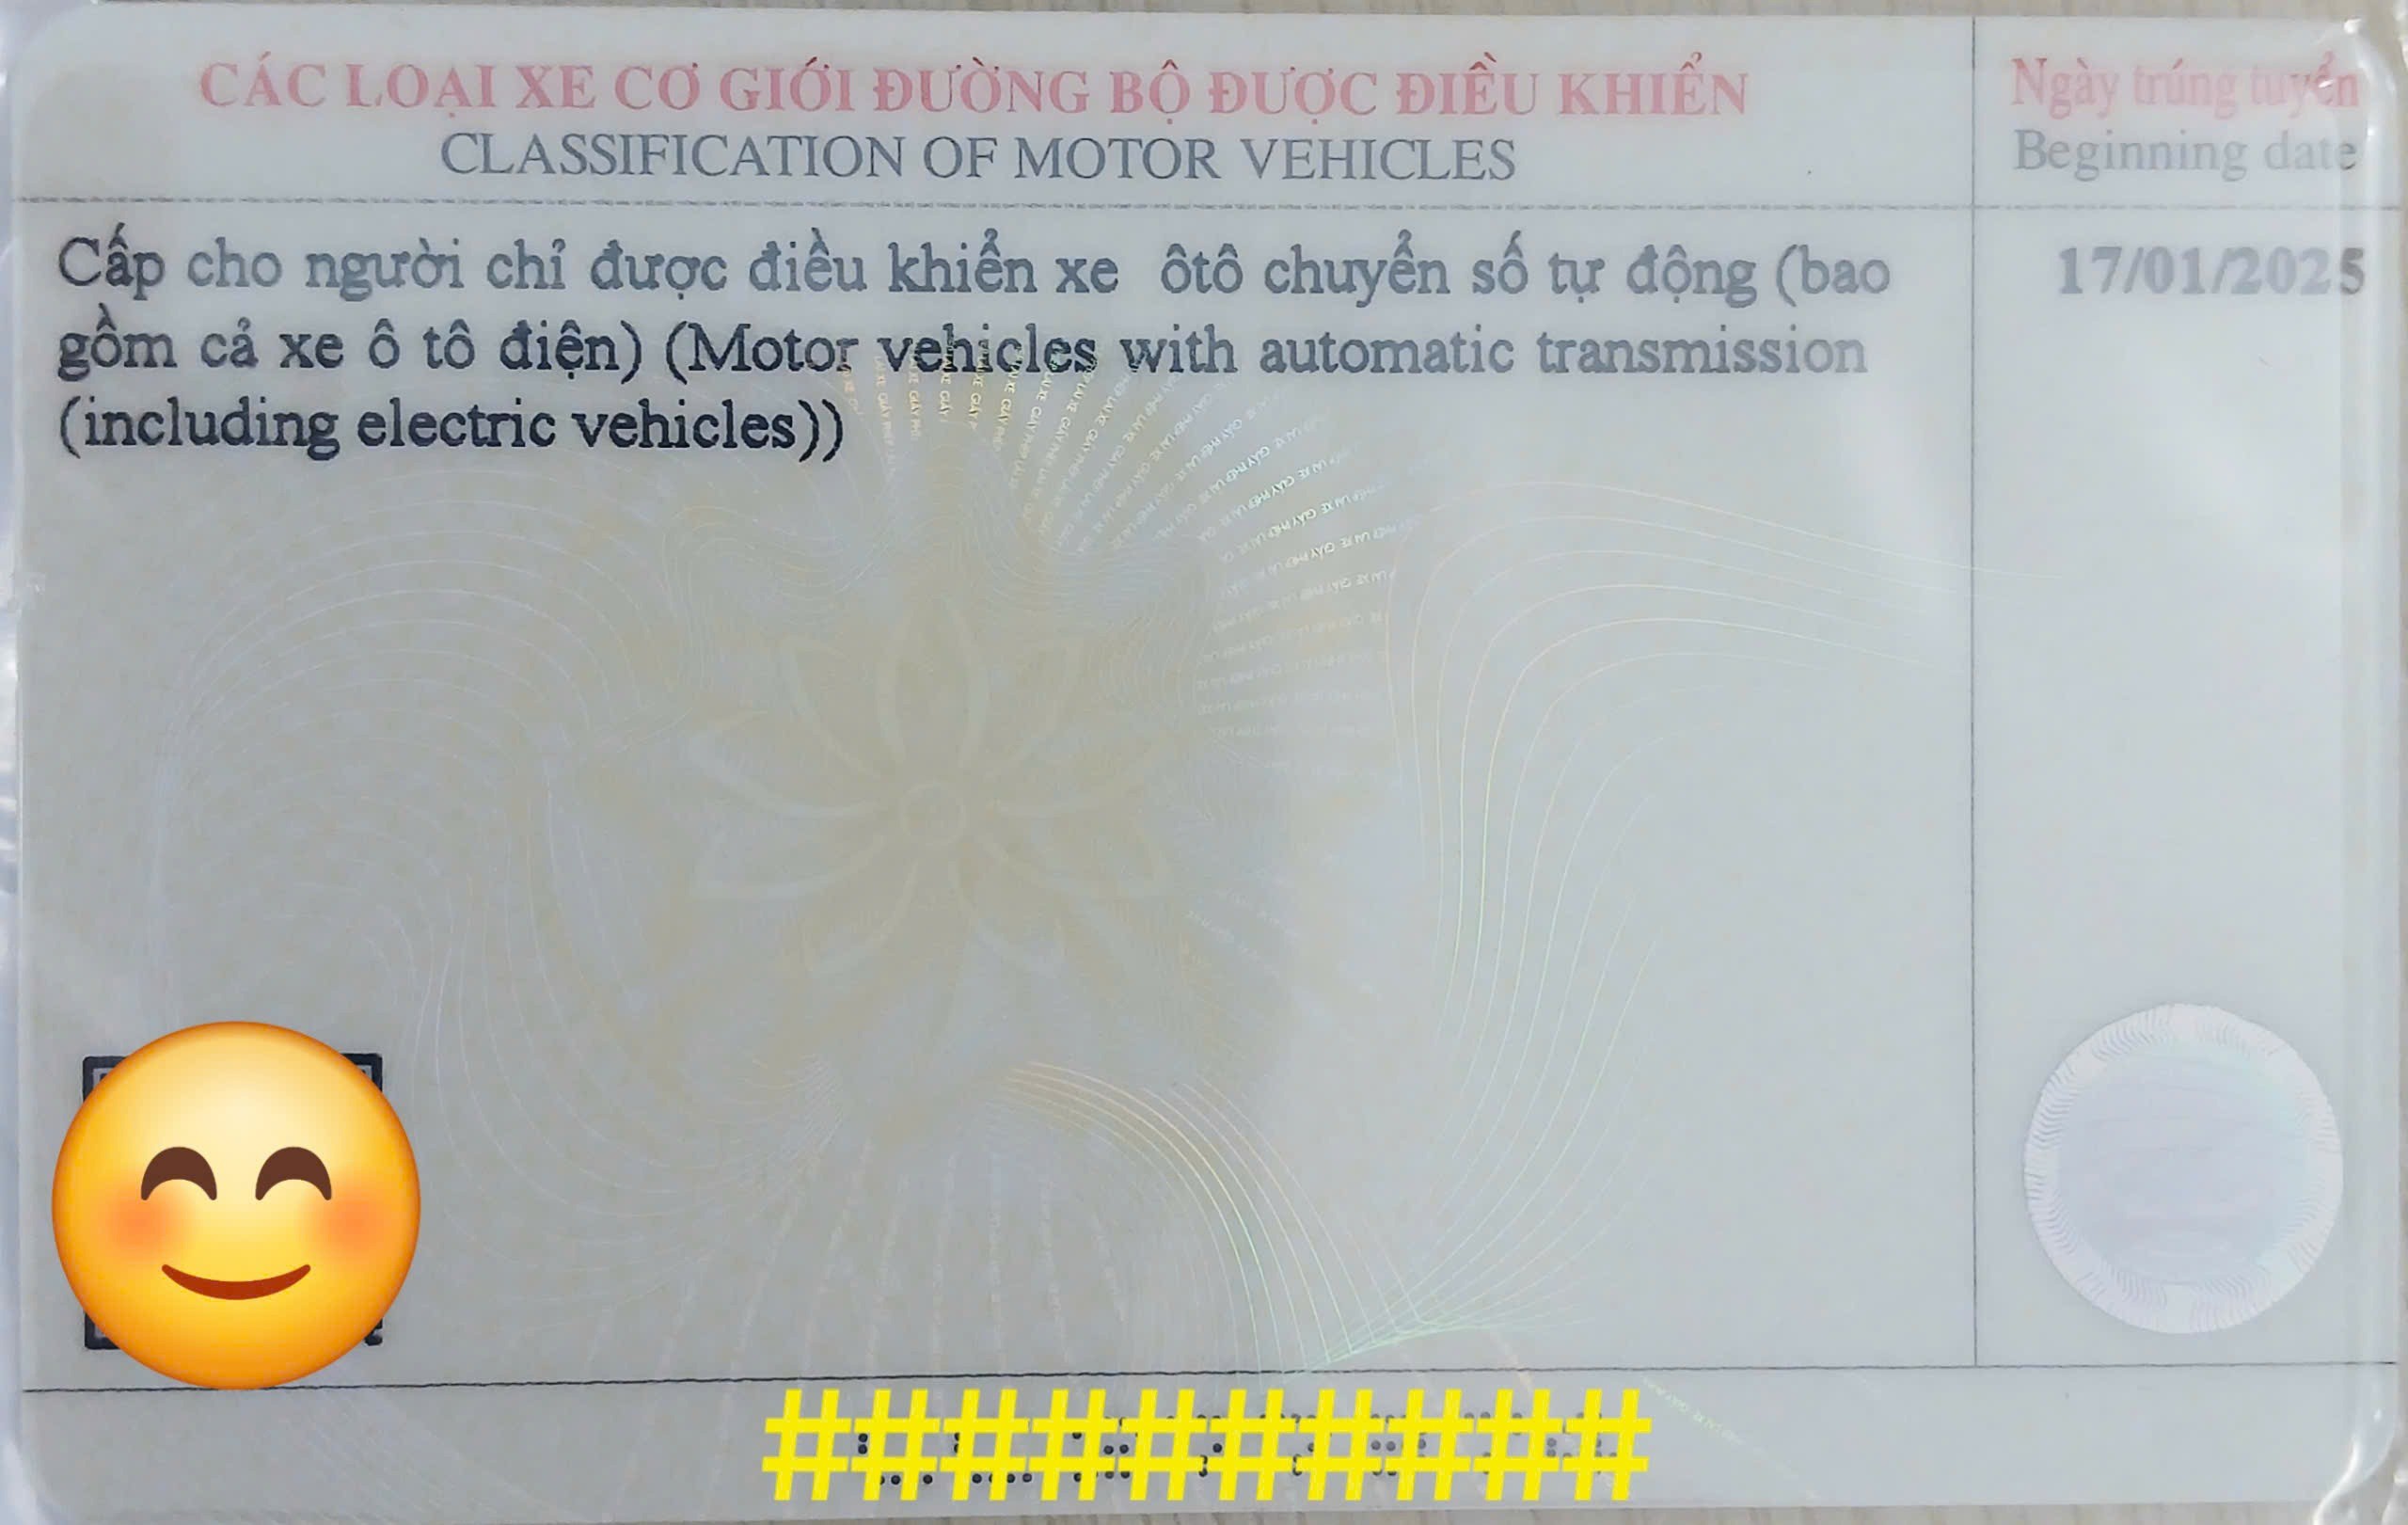 CÁC LOẠI XE CƠ GIỚI ĐƯỜNG BỘ ĐƯỢC ĐIỀU KHIỂN
CLASSIFICATION OF MOTOR VEHICLES
Ngày trúng tuyển
Beginning date
Cấp cho người chỉ được điều khiển xe ôtô chuyển số tự động (bao
gồm cả xe ô tô điện) (Motor vehicles with automatic transmission
(including electric vehicles))
17/01/2025
##########